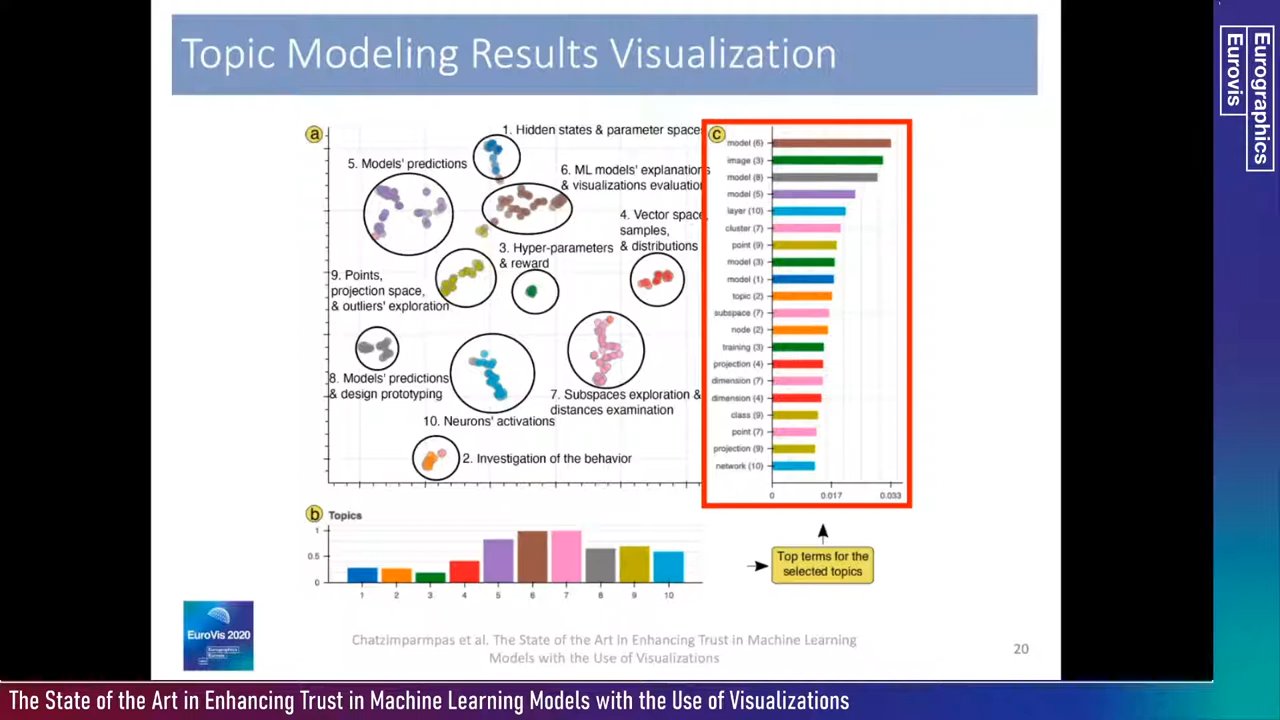 Topic Modeling Results Visualization
a
1. Hidden states & parameter spaces
5. Models' predictions
6. ML models' explanations
& visualizations evaluation
4. Vector space,
samples,
& distributions
3. Hyper-parameters
& reward
9. Points,
projection space,
& outliers' exploration
8. Models' predictions
& design prototyping
7. Subspaces exploration &
distances examination
10. Neurons' activations
2. Investigation of the behavior
c
model (6)
image (3)
model (8)
model (5)
layer (10)
cluster (7)
point (9)
model (3)
model (1)
topic (2)
subspace (7)
node (2)
training (3)
projection (4)
dimension (7)
dimension (4)
class (9)
point (7)
projection (9)
network (10)
0 0.017 0.033
b Topics
1
0.5
0
1 2 3 4 5 6 7 8 9 10
Top terms for the
selected topics
EuroVis 2020
Chatzimparmpas et al. The State of the Art in Enhancing Trust in Machine Learning
Models with the Use of Visualizations
20
Eurographics
Eurovis
The State of the Art in Enhancing Trust in Machine Learning Models with the Use of Visualizations